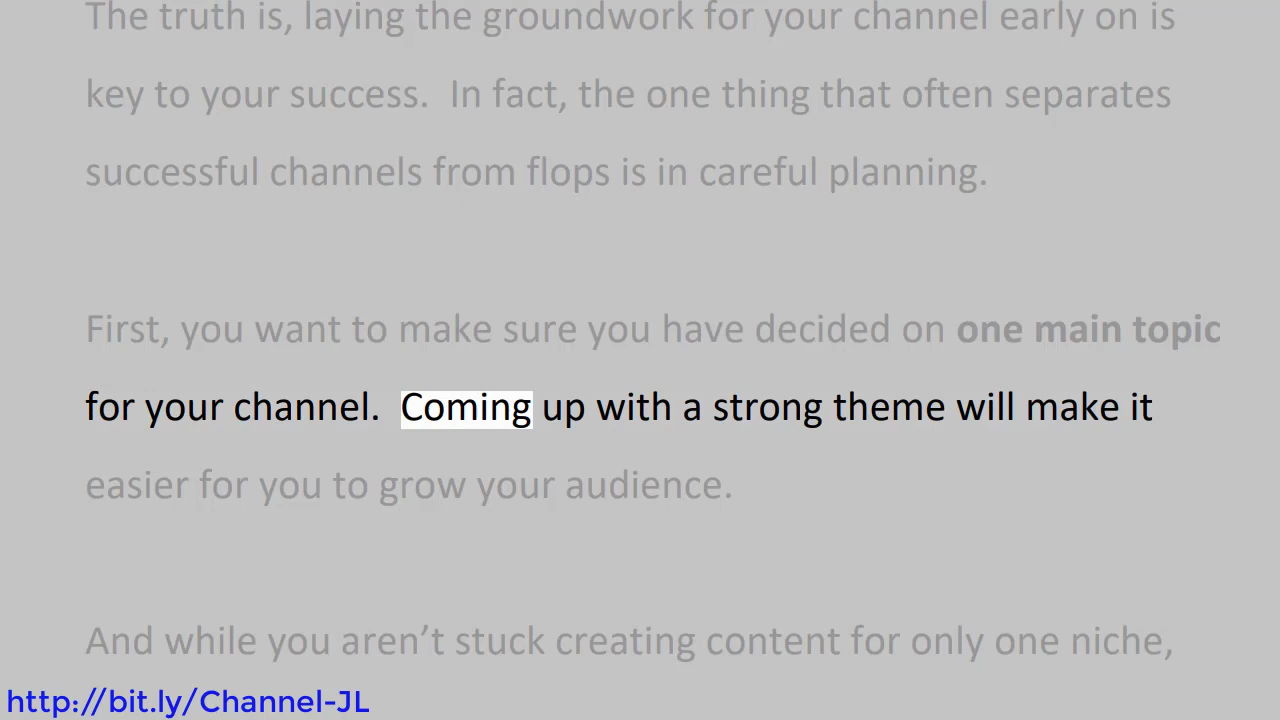 The truth is, laying the groundwork for your channel early on is
key to your success.  In fact, the one thing that often separates
successful channels from flops is in careful planning.
First, you want to make sure you have decided on one main topic
for your channel.  Coming up with a strong theme will make it
easier for you to grow your audience.
And while you aren’t stuck creating content for only one niche,
http://bit.ly/Channel-JL